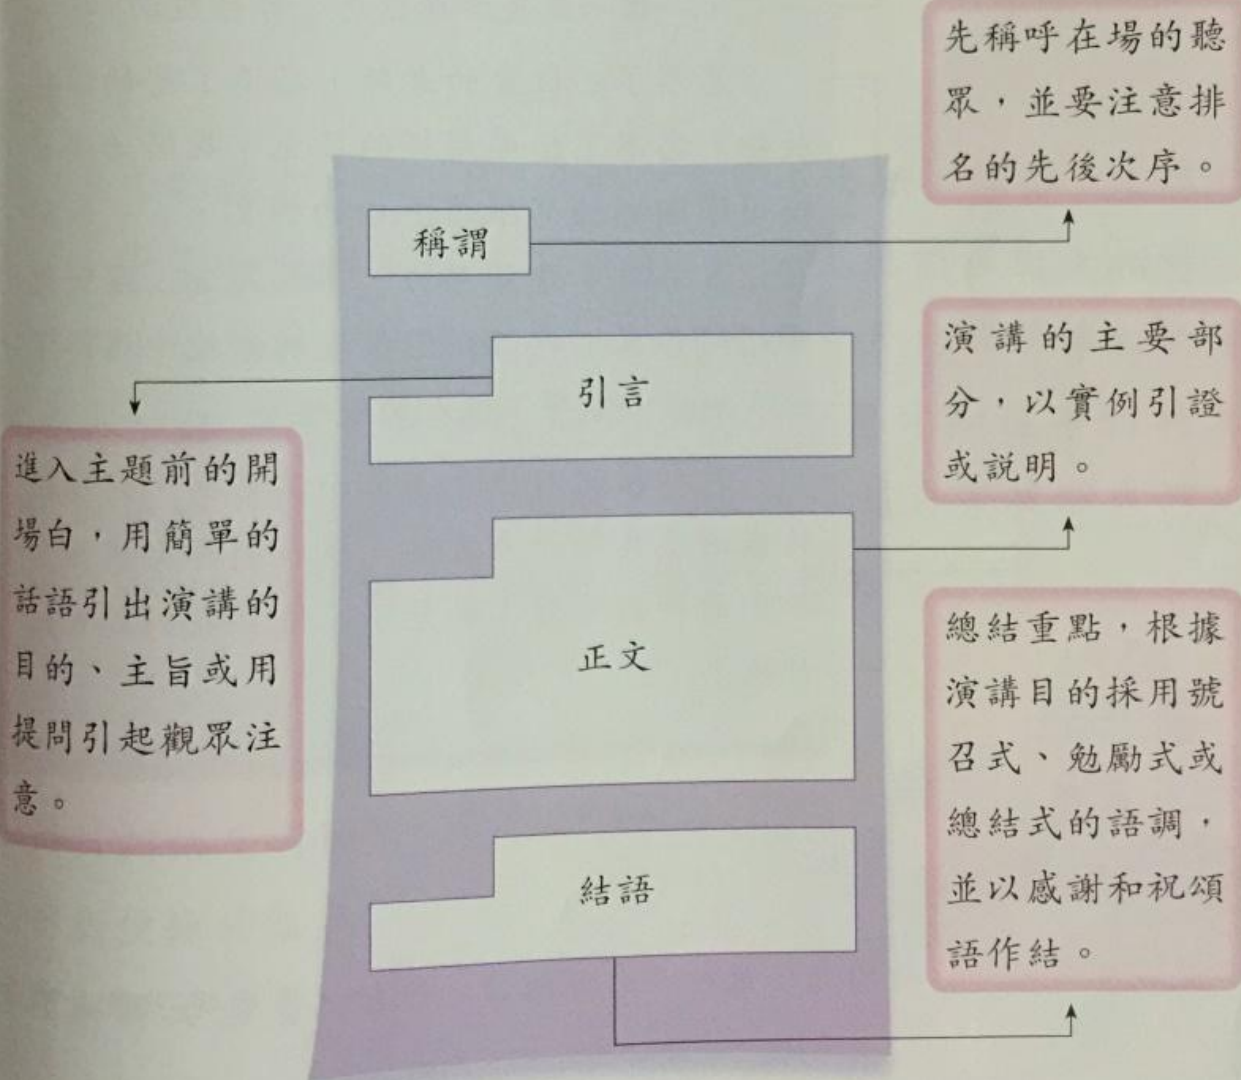 先稱呼在場的聽
眾，並要注意排
名的先後次序。
稱謂
引言
演講的主要部
分，以實例引證
或説明。
進入主題前的開
場白，用簡單的
話語引出演講的
目的、主旨或用
提問引起觀眾注
意。
正文
總結重點，根據
演講目的採用號
召式、勉勵式或
總結式的語調，
並以感謝和祝頌
語作結。
結語